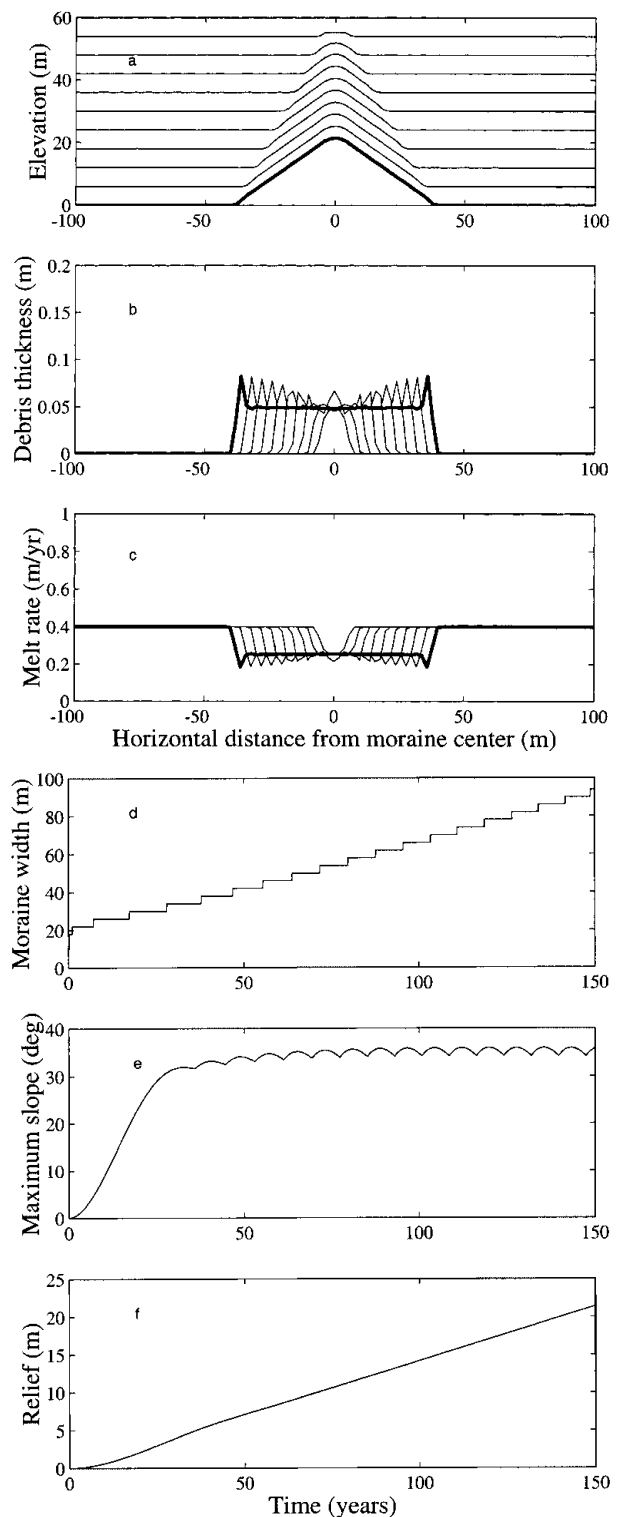 60
40
20
0
Elevation (m)
a
-100 -50 0 50 100
0.2
0.15
0.1
0.05
0
Debris thickness (m)
b
-100 -50 0 50 100
1
0.8
0.6
0.4
0.2
0
Melt rate (m/yr)
c
-100 -50 0 50 100
Horizontal distance from moraine center (m)
100
80
60
40
20
0
Moraine width (m)
d
0 50 100 150
40
30
20
10
0
Maximum slope (deg)
e
0 50 100 150
25
20
15
10
5
0
Relief (m)
f
0 50 100 150
Time (years)